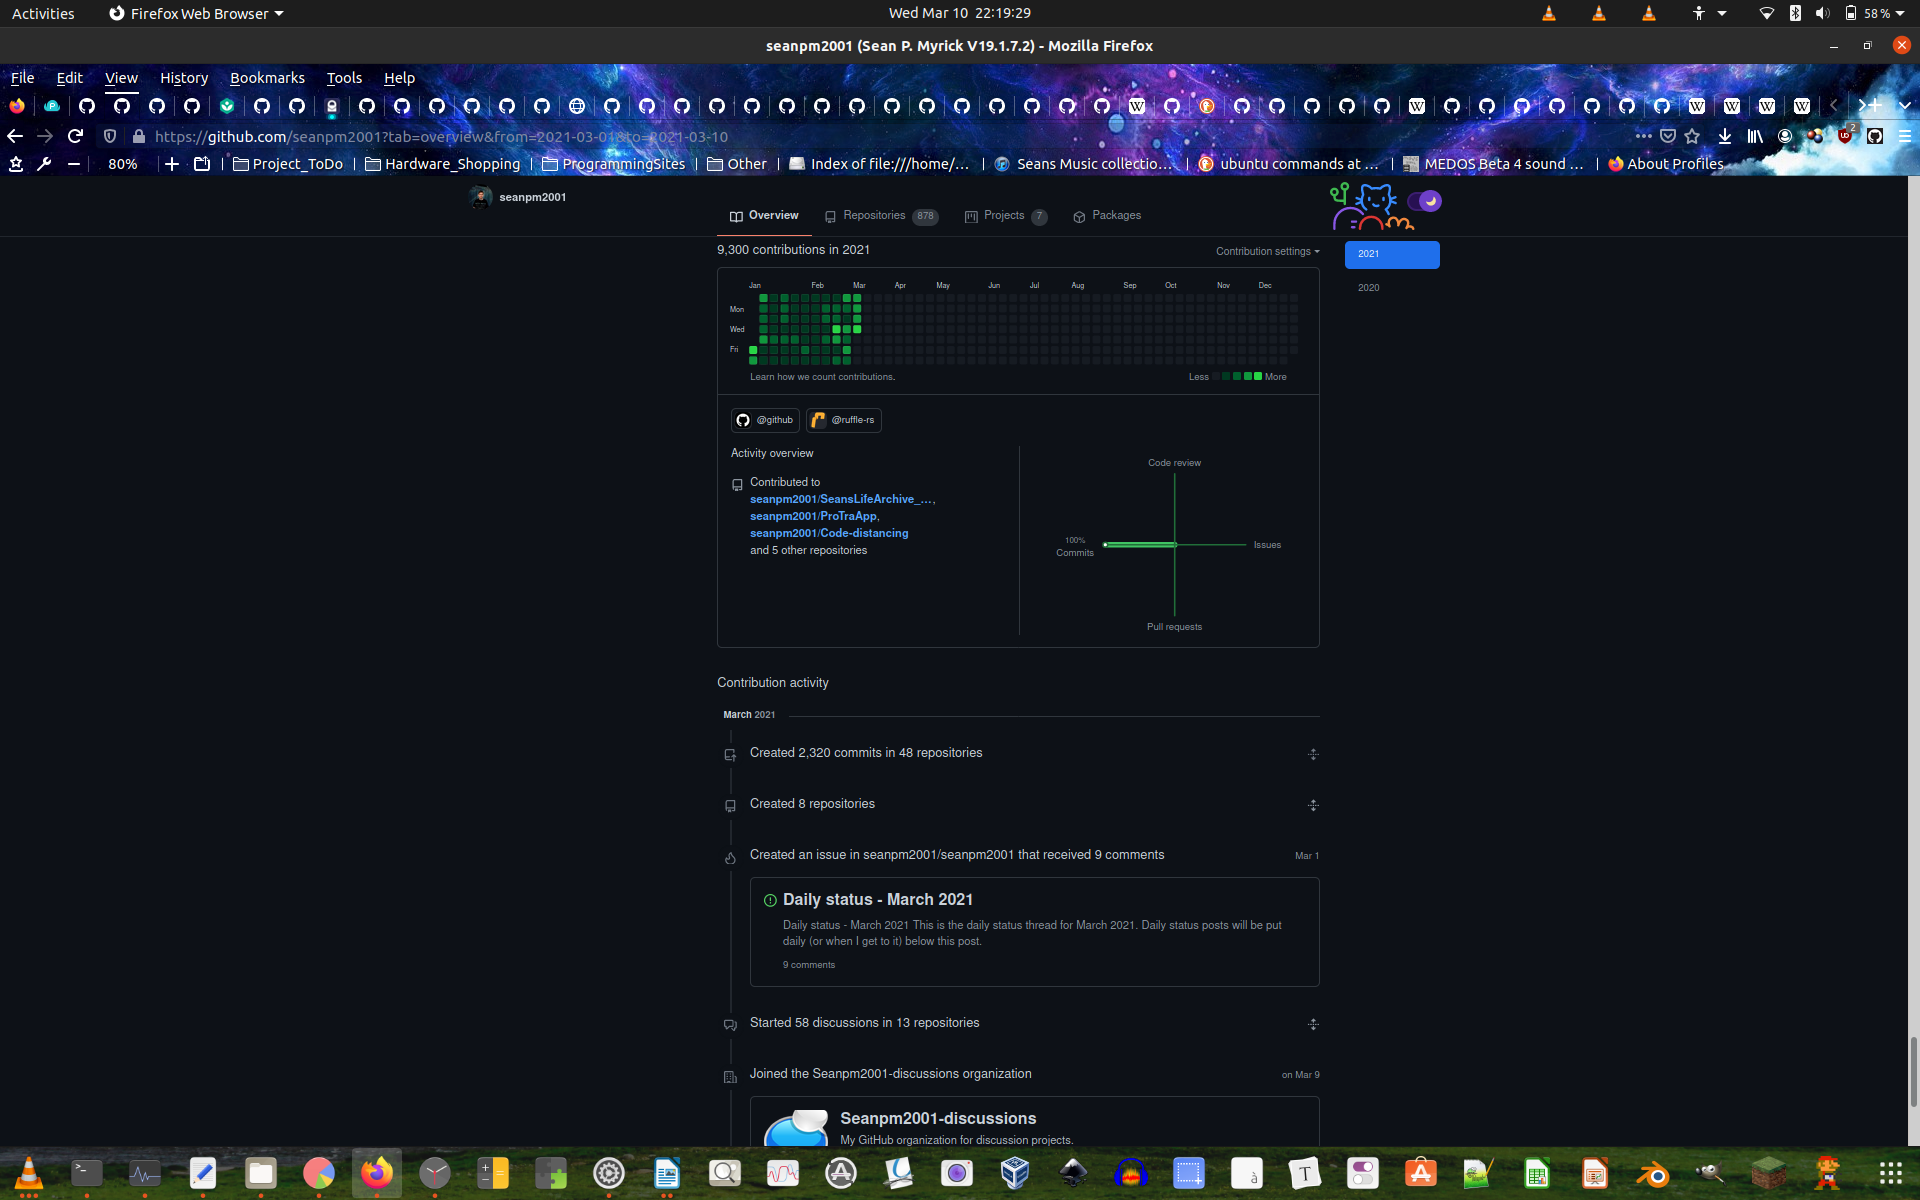 Activities
Firefox Web Browser
Wed Mar 10 22:19:29
58 %
seanpm2001 (Sean P. Myrick V19.1.7.2) - Mozilla Firefox
File Edit View History Bookmarks Tools Help
https://github.com/seanpm2001?tab=overview&from=2021-03-01&to=2021-03-10
2
80%
Project_ToDo
Hardware_Shopping
ProgrammingSites
Other
Index of file:///home/…
Seans Music collectio…
ubuntu commands at …
MEDOS Beta 4 sound …
About Profiles
seanpm2001
Overview
Repositories 878
Projects 7
Packages
9,300 contributions in 2021
Contribution settings
2021
2020
Jan Feb Mar Apr May Jun Jul Aug Sep Oct Nov Dec
Mon
Wed
Fri
Learn how we count contributions.
Less
More
@github
@ruffle-rs
Activity overview
Contributed to
seanpm2001/SeansLifeArchive_…,
seanpm2001/ProTraApp,
seanpm2001/Code-distancing
and 5 other repositories
Code review
100%
Commits
Issues
Pull requests
Contribution activity
March 2021
Created 2,320 commits in 48 repositories
Created 8 repositories
Created an issue in seanpm2001/seanpm2001 that received 9 comments
Mar 1
Daily status - March 2021
Daily status - March 2021 This is the daily status thread for March 2021. Daily status posts will be put
daily (or when I get to it) below this post.
9 comments
Started 58 discussions in 13 repositories
Joined the Seanpm2001-discussions organization
on Mar 9
Seanpm2001-discussions
My GitHub organization for discussion projects.